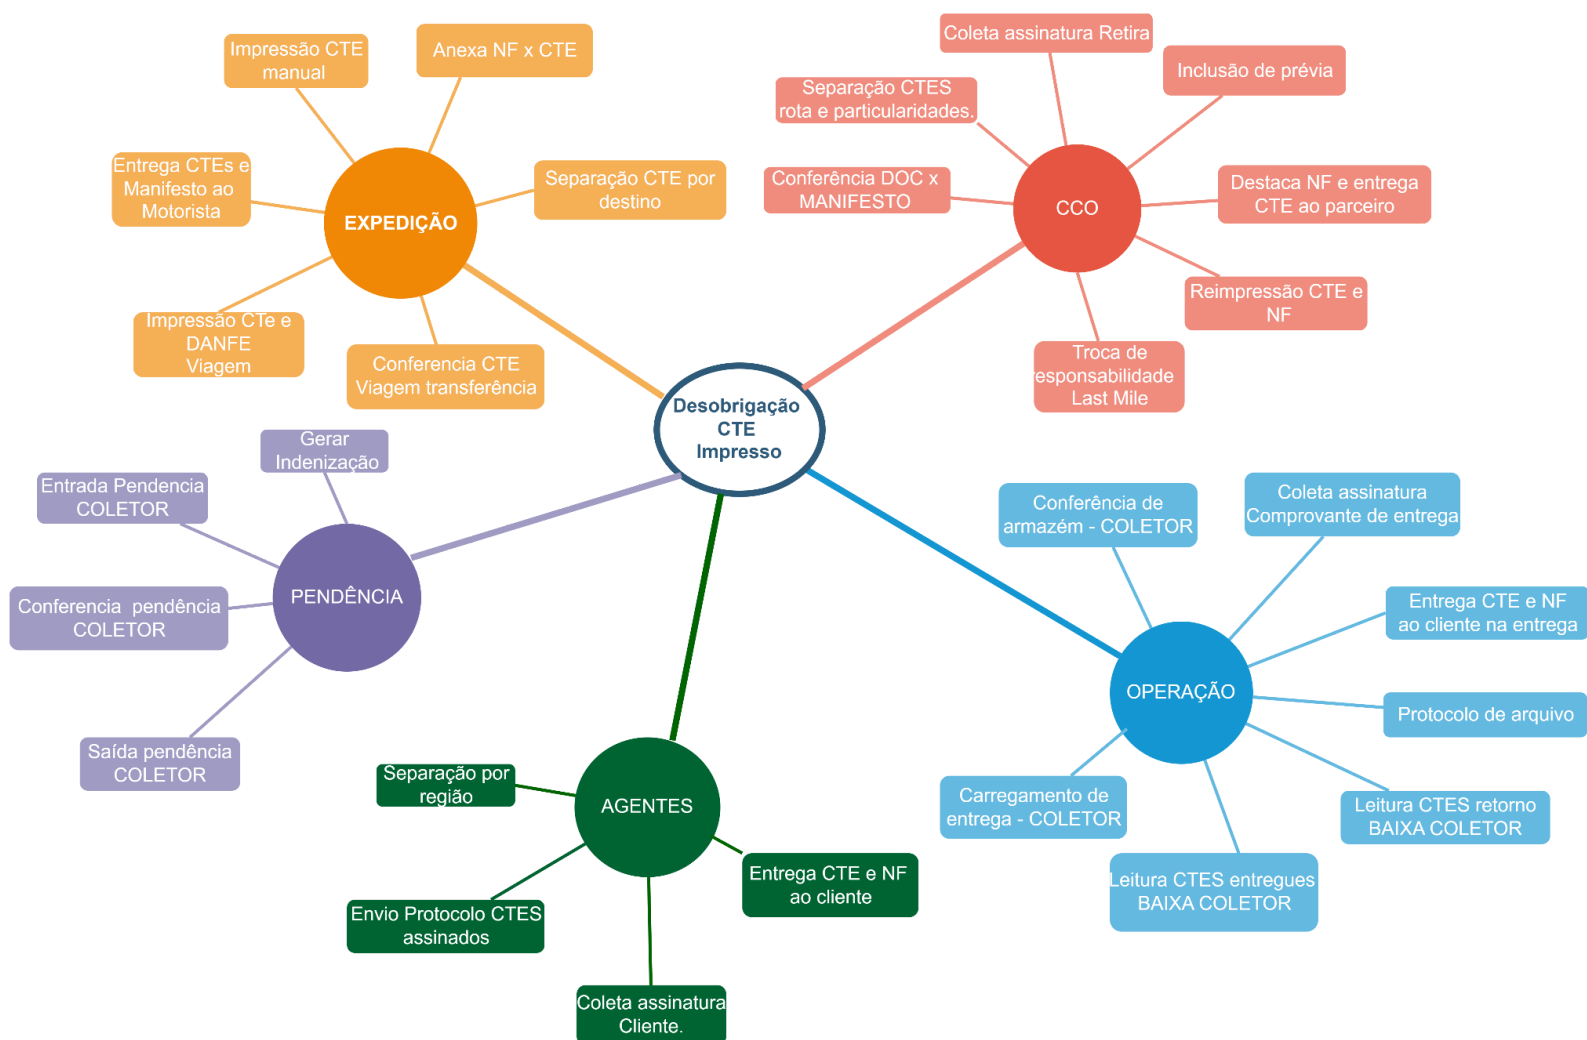 Impressão CTE
manual
Anexa NF x CTE
Entrega CTEs e
Manifesto ao
Motorista
EXPEDIÇÃO
Separação CTE por
destino
Impressão CTe e
DANFE
Viagem
Conferencia CTE
Viagem transferência
Coleta assinatura Retira
Inclusão de prévia
Separação CTES
rota e particularidades.
Conferência DOC x
MANIFESTO
CCO
Destaca NF e entrega
CTE ao parceiro
Reimpressão CTE e
NF
Troca de
responsabilidade
Last Mile
Desobrigação
CTE
Impresso
Gerar
Indenização
Entrada Pendencia
COLETOR
PENDÊNCIA
Conferencia  pendência
COLETOR
Saída pendência
COLETOR
Conferência de
armazém - COLETOR
Coleta assinatura
Comprovante de entrega
Entrega CTE e NF
ao cliente na entrega
OPERAÇÃO
Protocolo de arquivo
Carregamento de
entrega - COLETOR
Leitura CTES retorno
BAIXA COLETOR
Leitura CTES entregues
BAIXA COLETOR
Separação por
região
AGENTES
Entrega CTE e NF
ao cliente
Envio Protocolo CTES
assinados
Coleta assinatura
Cliente.